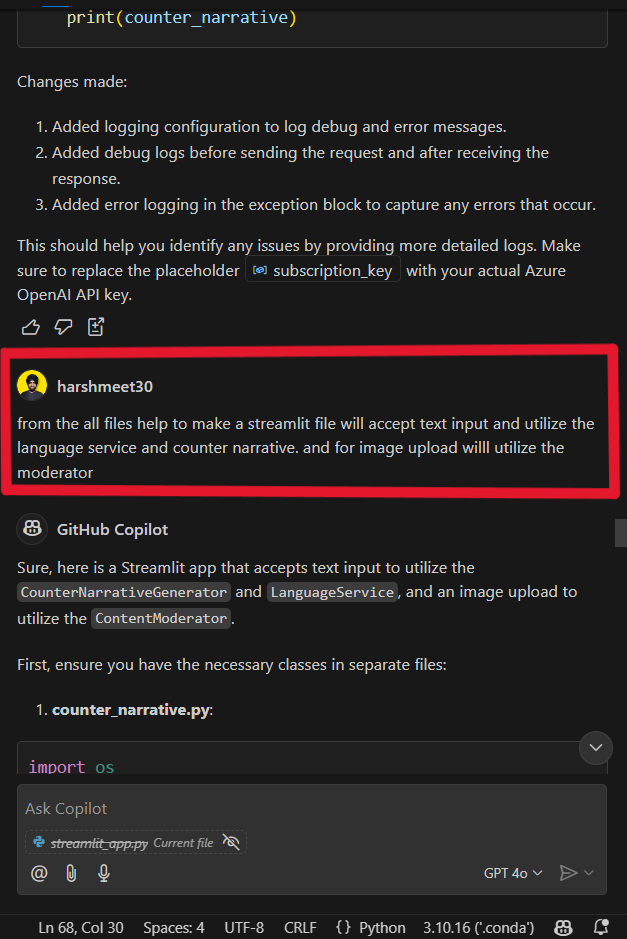 print(counter_narrative)
Changes made:
1. Added logging configuration to log debug and error messages.
2. Added debug logs before sending the request and after receiving the
response.
3. Added error logging in the exception block to capture any errors that occur.
This should help you identify any issues by providing more detailed logs. Make
sure to replace the placeholder subscription_key with your actual Azure
OpenAI API key.
harshmeet30
from the all files help to make a streamlit file will accept text input and utilize the
language service and counter narrative. and for image upload willl utilize the
moderator
GitHub Copilot
Sure, here is a Streamlit app that accepts text input to utilize the
CounterNarrativeGenerator and LanguageService, and an image upload to
utilize the ContentModerator.
First, ensure you have the necessary classes in separate files:
1. counter_narrative.py:
import os
Ask Copilot
streamlit_app.py Current file
GPT 4o
Ln 68, Col 30 Spaces: 4 UTF-8 CRLF {} Python 3.10.16 ('.conda')